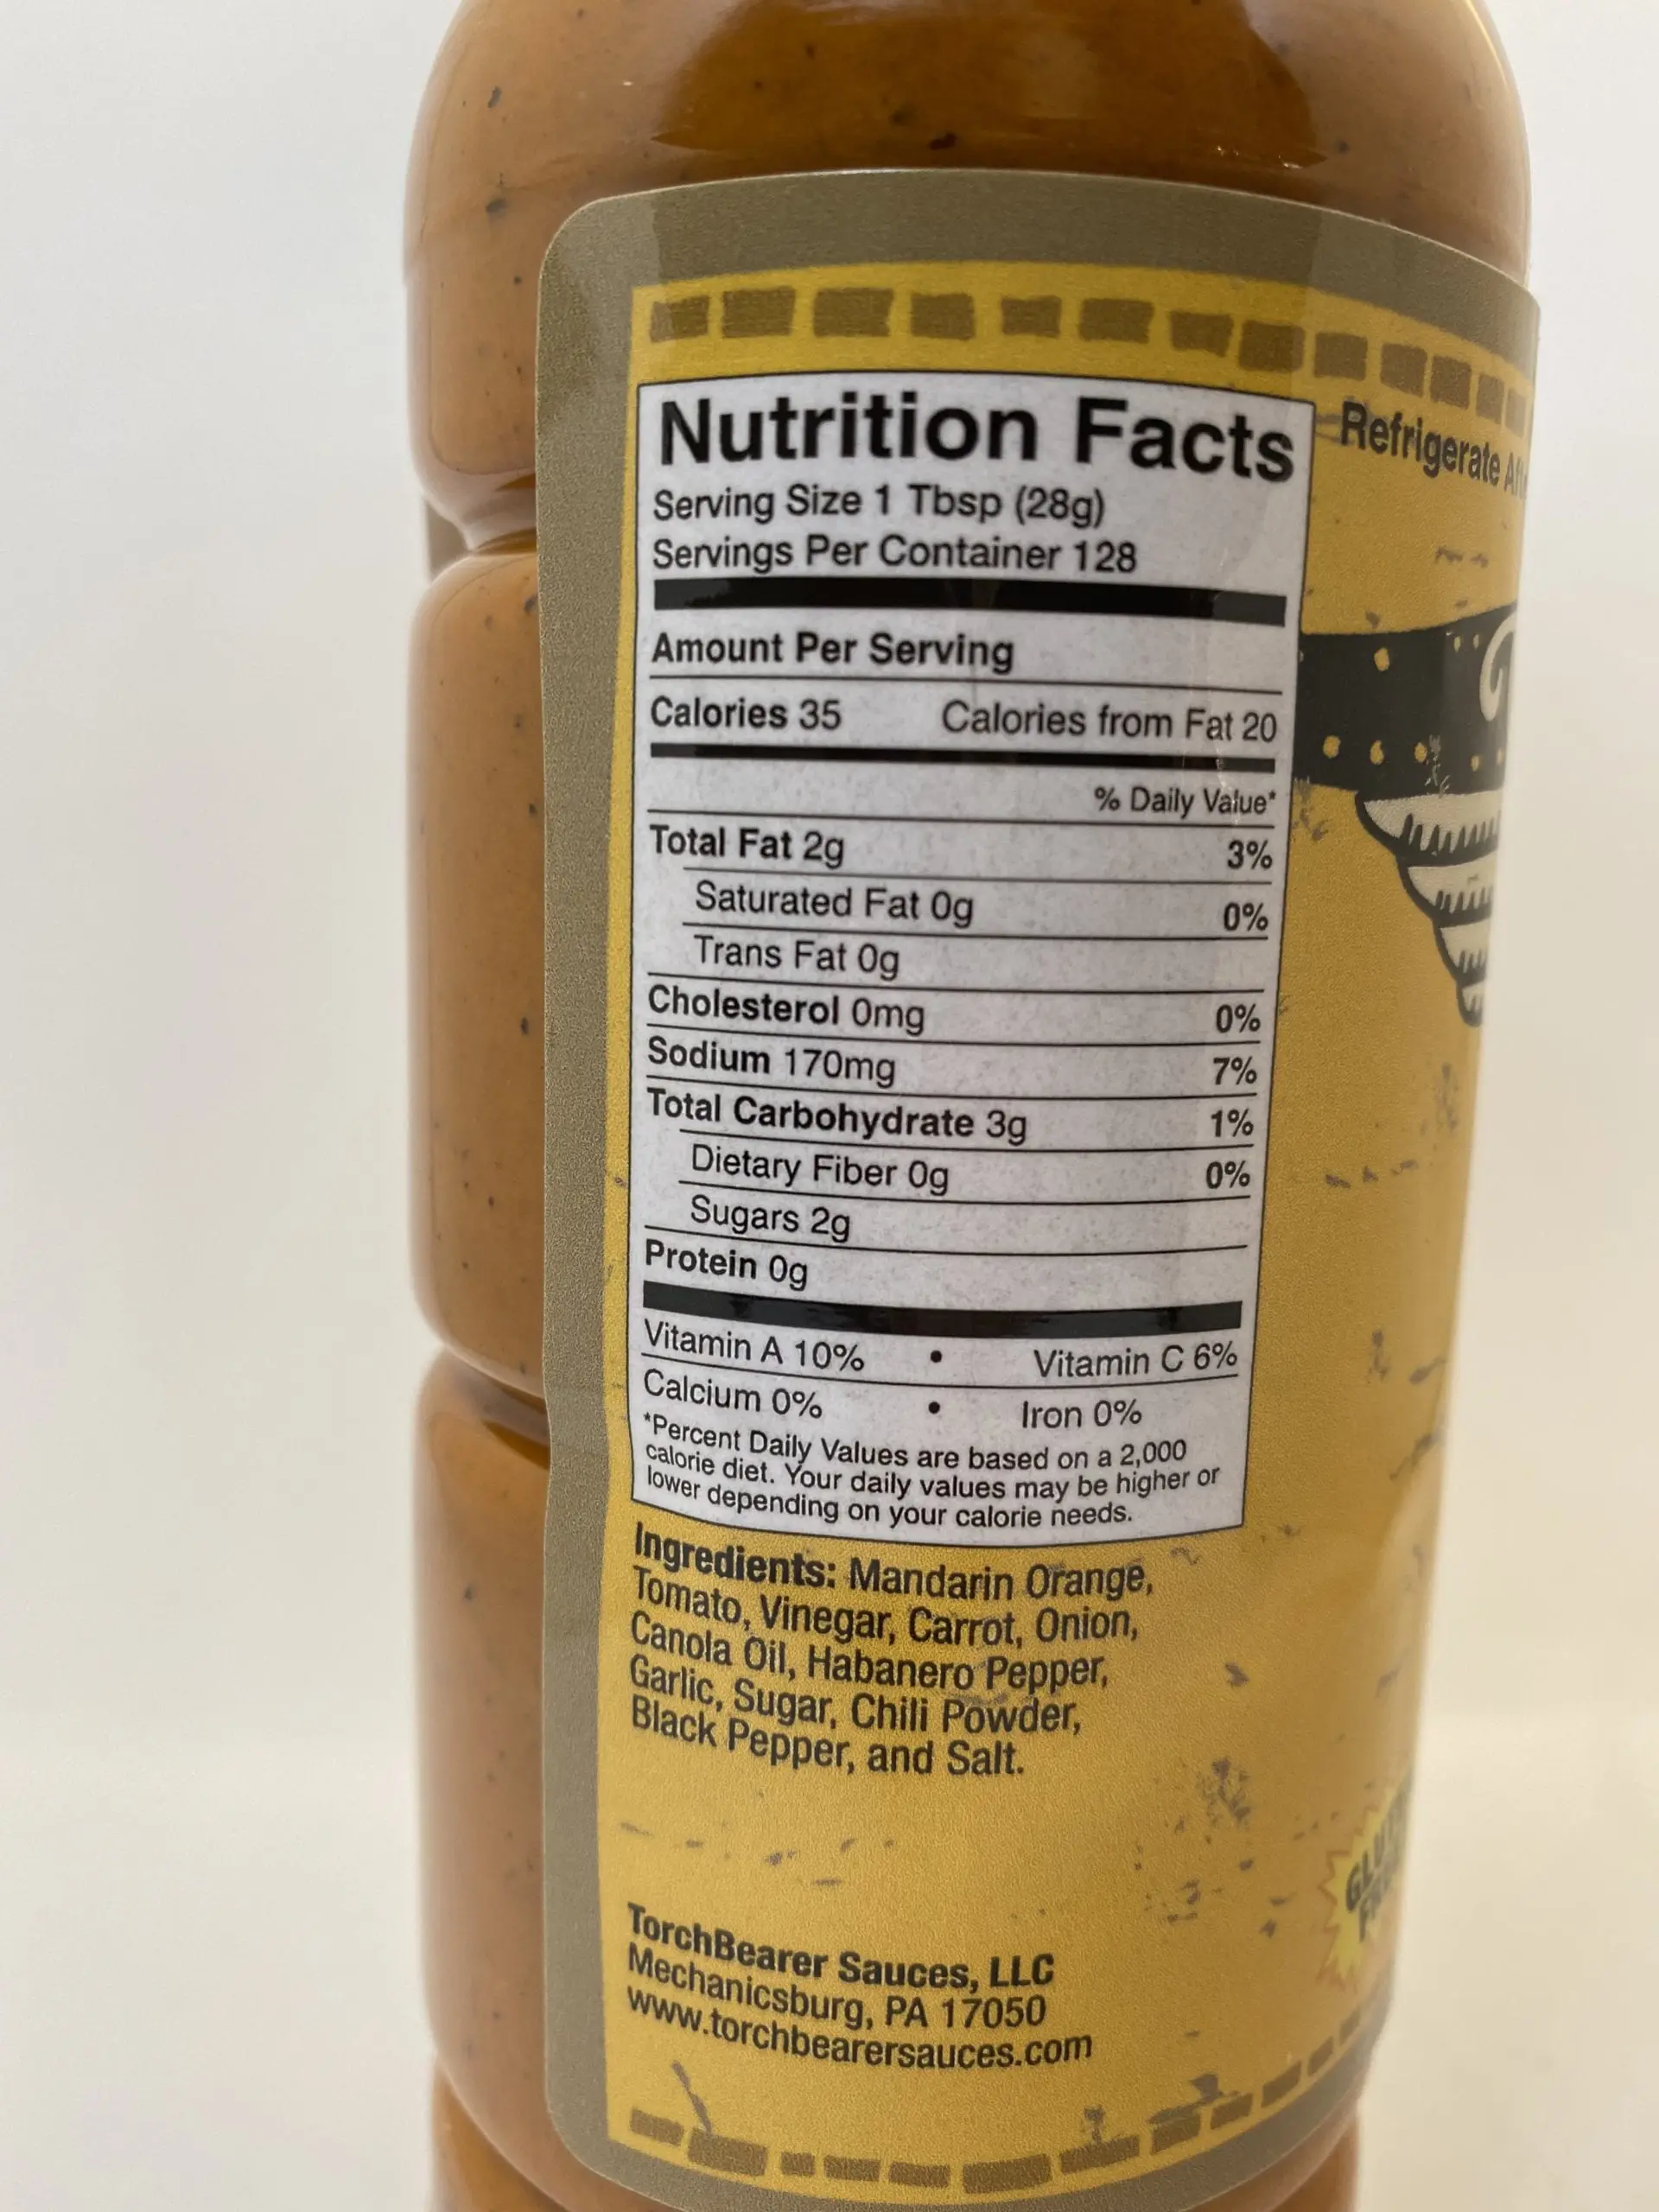 Nutrition Facts
Serving Size 1 Tbsp (28g)
Servings Per Container 128
Amount Per Serving
Calories 35 Calories from Fat 20
% Daily Value*
Total Fat 2g 3%
Saturated Fat 0g 0%
Trans Fat 0g
Cholesterol 0mg 0%
Sodium 170mg 7%
Total Carbohydrate 3g 1%
Dietary Fiber 0g 0%
Sugars 2g
Protein 0g
Vitamin A 10% • Vitamin C 6%
Calcium 0% • Iron 0%
*Percent Daily Values are based on a 2,000
calorie diet. Your daily values may be higher or
lower depending on your calorie needs.
Ingredients: Mandarin Orange,
Tomato, Vinegar, Carrot, Onion,
Canola Oil, Habanero Pepper,
Garlic, Sugar, Chili Powder,
Black Pepper, and Salt.
TorchBearer Sauces, LLC
Mechanicsburg, PA 17050
www.torchbearersauces.com
Refrigerate